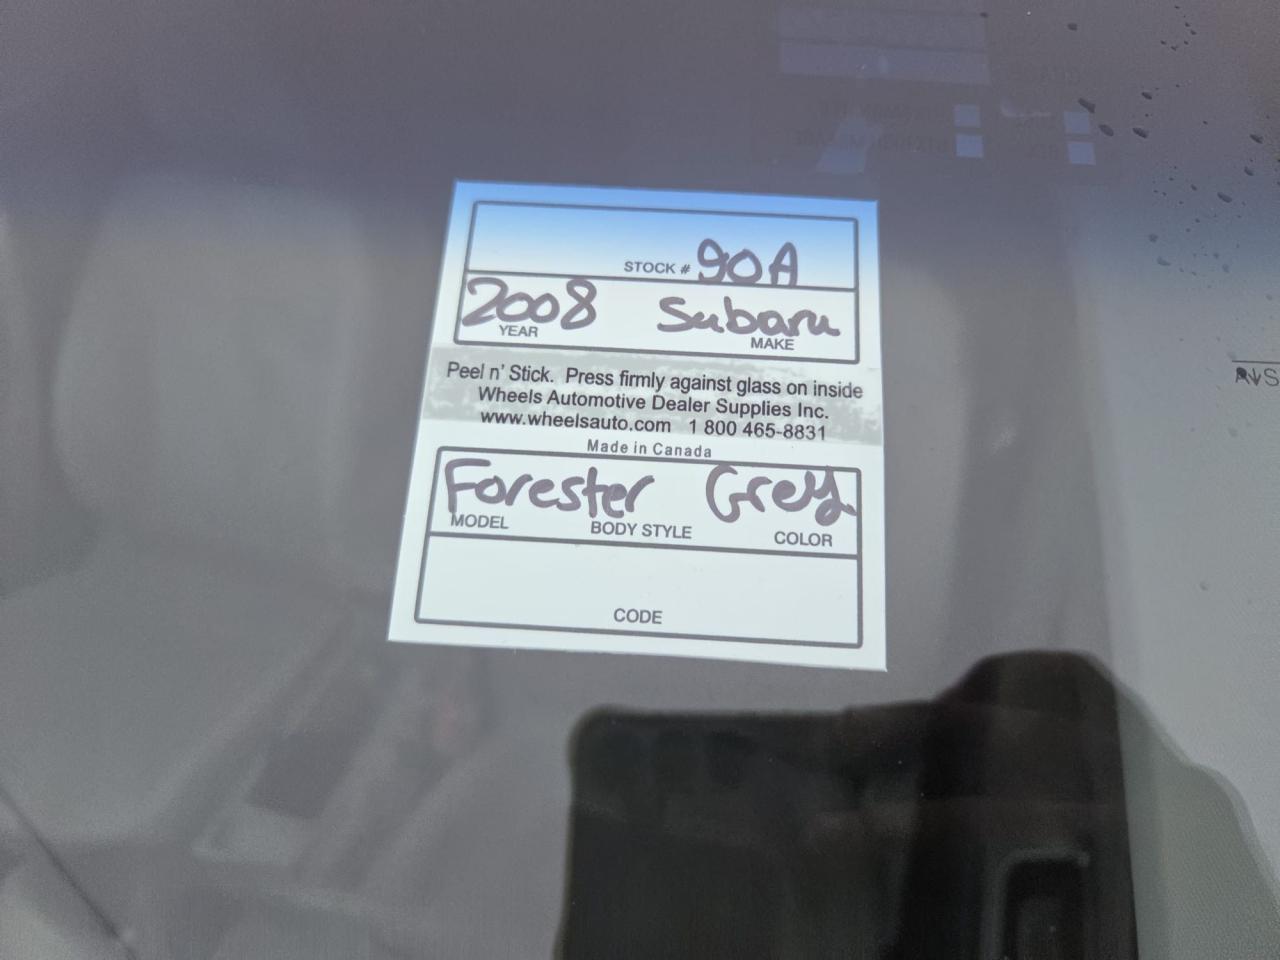 STOCK # 90A
2008 Subaru
YEAR MAKE
Peel n' Stick. Press firmly against glass on inside
Wheels Automotive Dealer Supplies Inc.
www.wheelsauto.com 1 800 465-8831
Made in Canada
Forester Grey
MODEL BODY STYLE COLOR
CODE